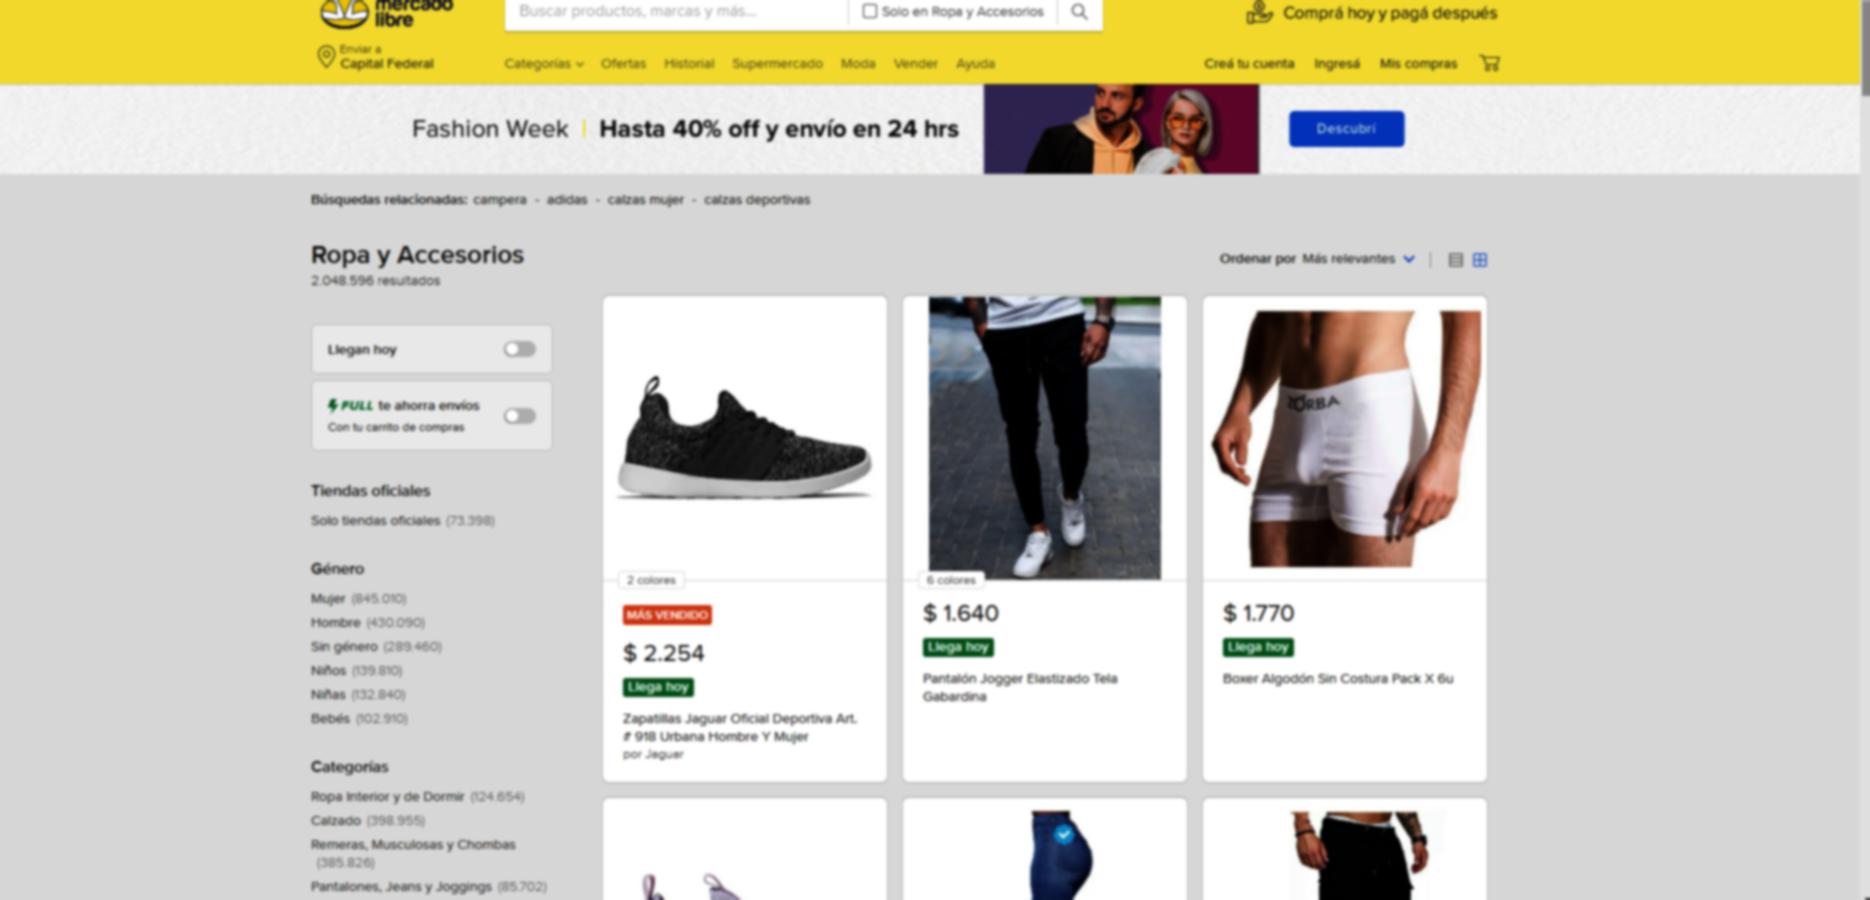 mercado
libre
Buscar productos, marcas y más...
Solo en Ropa y Accesorios
Comprá hoy y pagá después
Enviar a
Capital Federal
Categorías
Ofertas
Historial
Supermercado
Moda
Vender
Ayuda
Creá tu cuenta
Ingresá
Mis compras
Fashion Week | Hasta 40% off y envío en 24 hrs
Descubrí
Búsquedas relacionadas: campera - adidas - calzas mujer - calzas deportivas
Ropa y Accesorios
2.048.596 resultados
Ordenar por Más relevantes
Llegan hoy
FULL te ahorra envíos
Con tu carrito de compras
Tiendas oficiales
Solo tiendas oficiales (73.398)
Género
Mujer (845.010)
Hombre (430.090)
Sin género (289.460)
Niños (139.810)
Niñas (132.840)
Bebés (102.910)
Categorías
Ropa Interior y de Dormir (124.654)
Calzado (398.955)
Remeras, Musculosas y Chombas
(385.826)
Pantalones, Jeans y Joggings (85.702)
2 colores
MÁS VENDIDO
$ 2.254
Llega hoy
Zapatillas Jaguar Oficial Deportiva Art.
# 918 Urbana Hombre Y Mujer
por Jaguar
6 colores
$ 1.640
Llega hoy
Pantalón Jogger Elastizado Tela
Gabardina
ZORBA
$ 1.770
Llega hoy
Boxer Algodón Sin Costura Pack X 6u